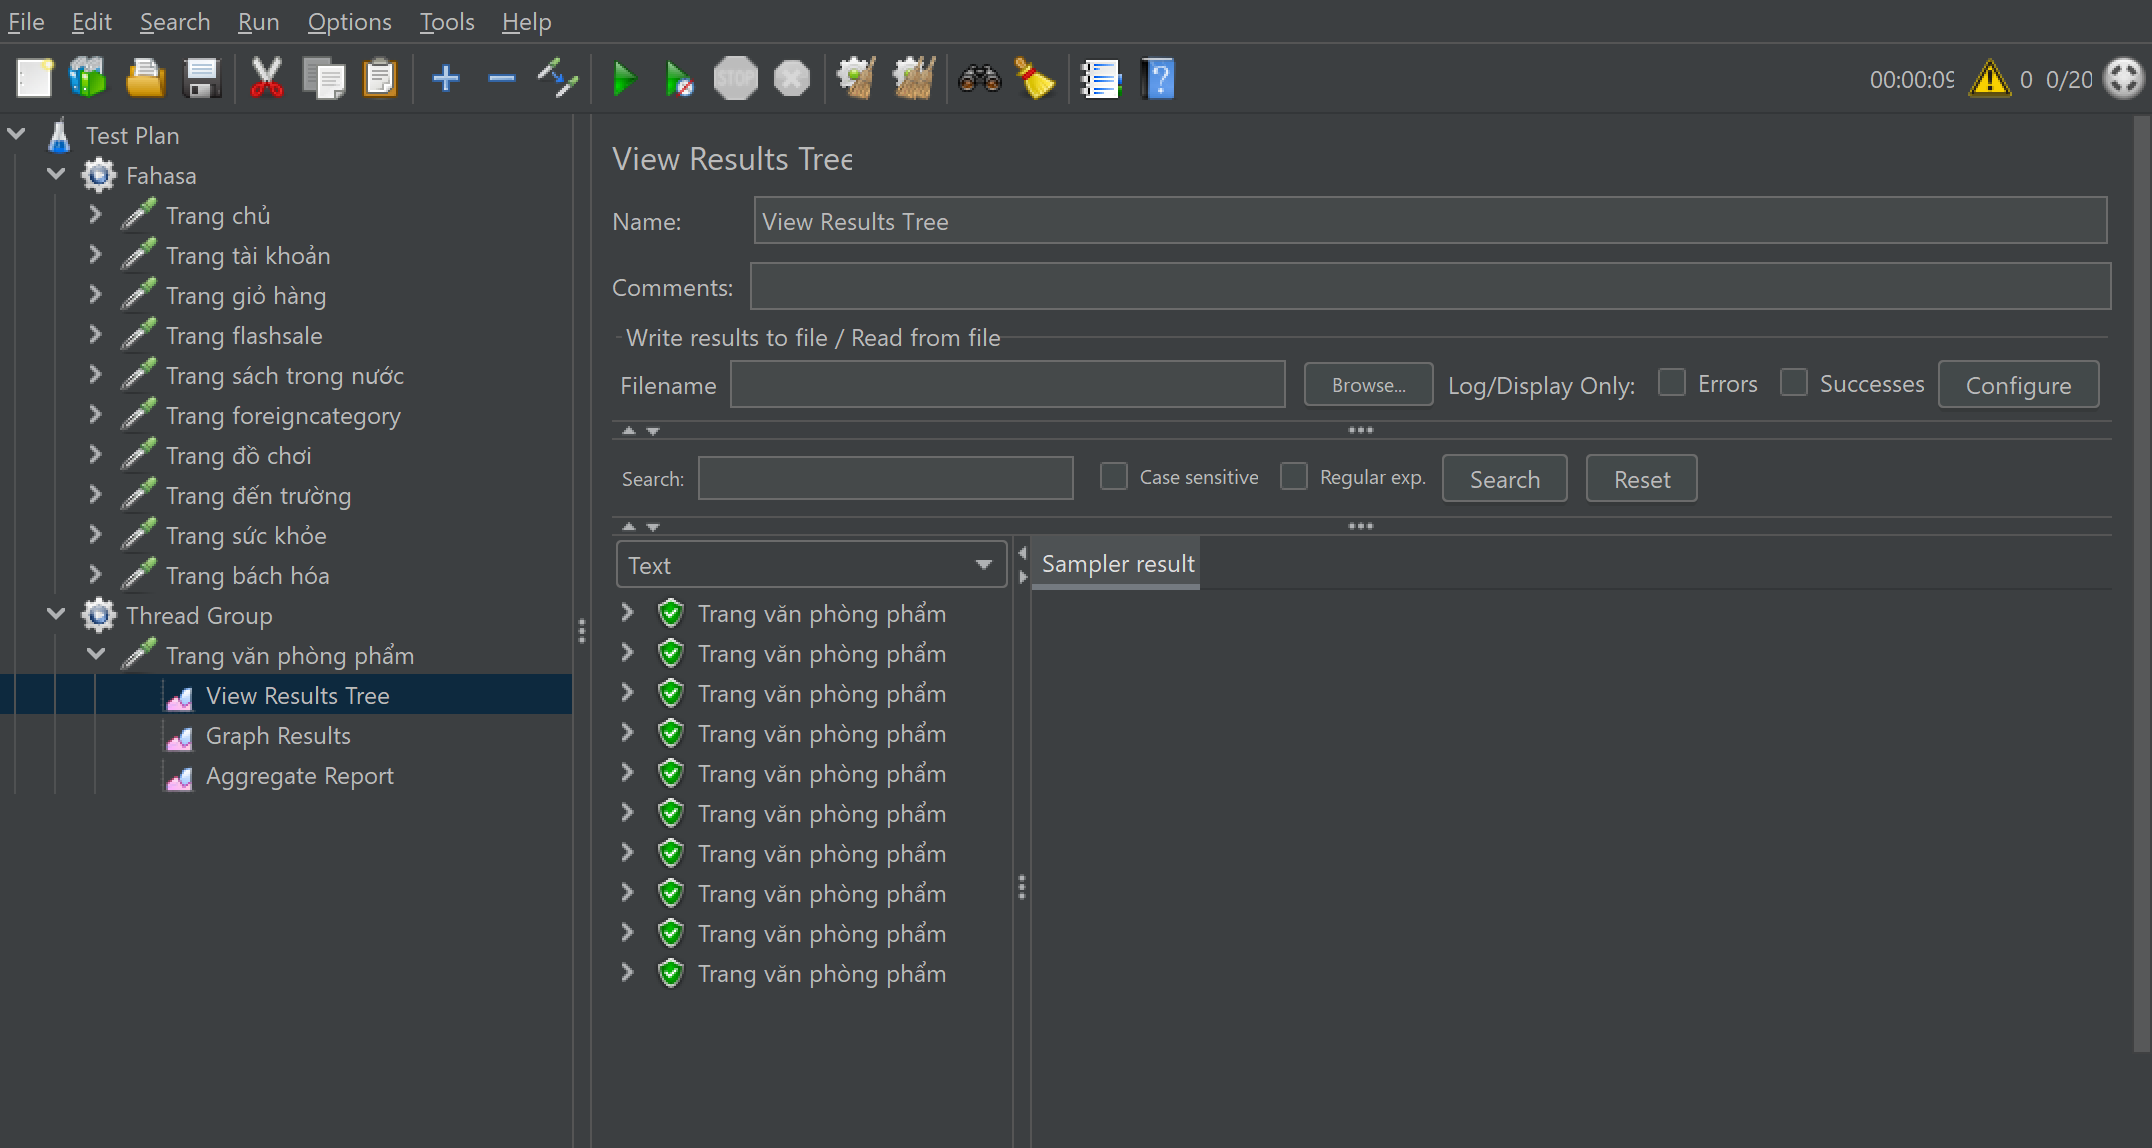 File Edit Search Run Options Tools Help
STOP
00:00:09 0 0/20
Test Plan
Fahasa
Trang chủ
Trang tài khoản
Trang giỏ hàng
Trang flashsale
Trang sách trong nước
Trang foreigncategory
Trang đồ chơi
Trang đến trường
Trang sức khỏe
Trang bách hóa
Thread Group
Trang văn phòng phẩm
View Results Tree
Graph Results
Aggregate Report
View Results Tree
Name: View Results Tree
Comments:
Write results to file / Read from file
Filename Browse... Log/Display Only: Errors Successes Configure
Search: Case sensitive Regular exp. Search Reset
Text
Sampler result
Trang văn phòng phẩm
Trang văn phòng phẩm
Trang văn phòng phẩm
Trang văn phòng phẩm
Trang văn phòng phẩm
Trang văn phòng phẩm
Trang văn phòng phẩm
Trang văn phòng phẩm
Trang văn phòng phẩm
Trang văn phòng phẩm